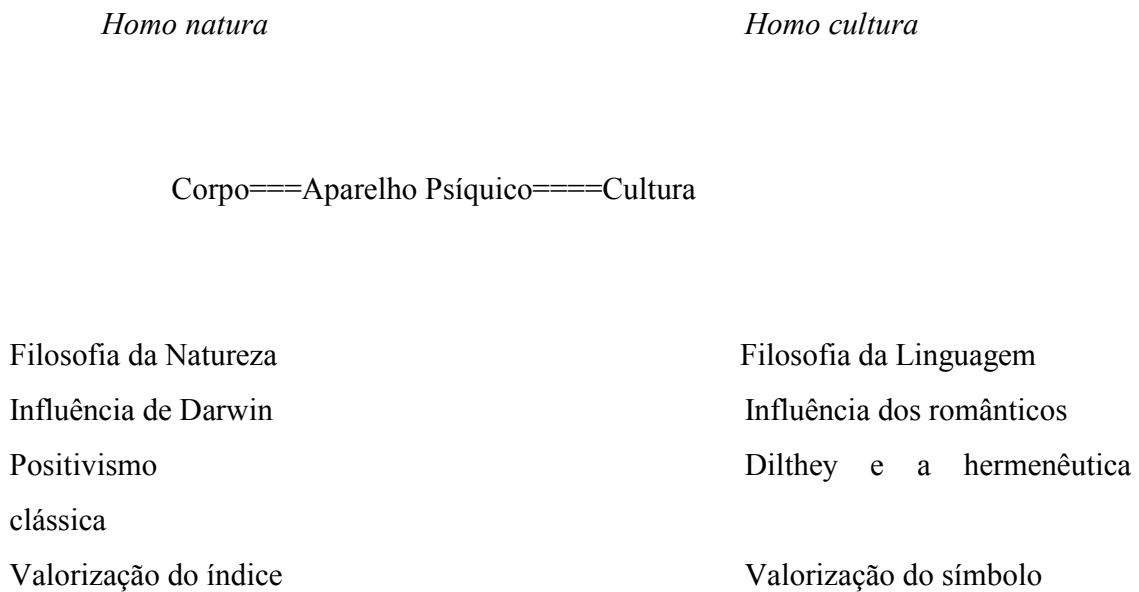 Homo natura Homo cultura
Corpo===Aparelho Psíquico====Cultura
Filosofia da Natureza Filosofia da Linguagem
Influência de Darwin Influência dos românticos
Positivismo Dilthey e a hermenêutica
clássica
Valorização do índice Valorização do símbolo